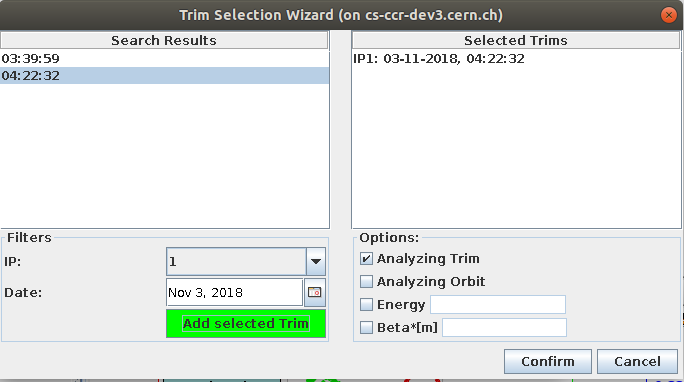 Trim Selection Wizard (on cs-ccr-dev3.cern.ch)
Search Results
03:39:59
04:22:32
Selected Trims
IP1: 03-11-2018, 04:22:32
Filters
IP:
1
Date:
Nov 3, 2018
Add selected Trim
Options:
Analyzing Trim
Analyzing Orbit
Energy
Beta*[m]
Confirm
Cancel